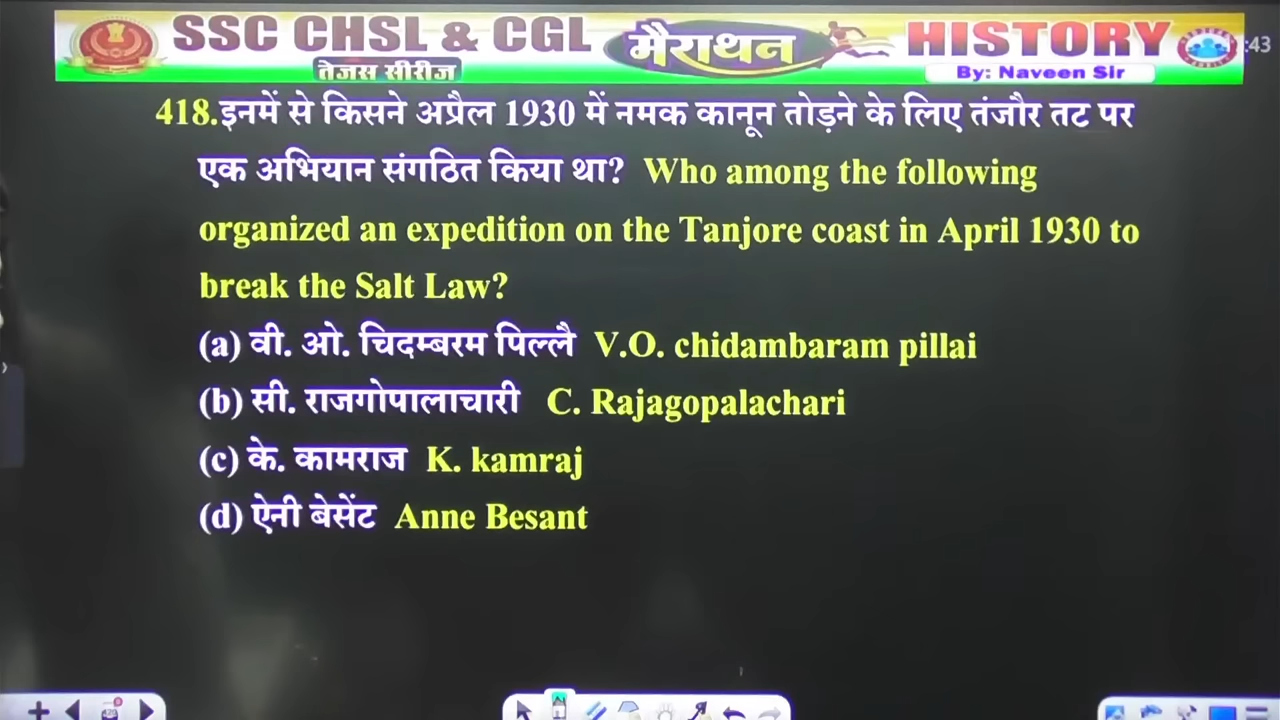 SSC CHSL & CGL मैराथन HISTORY :43
तेजस सीरीज By: Naveen Sir
418.इनमें से किसने अप्रैल 1930 में नमक कानून तोड़ने के लिए तंजौर तट पर
एक अभियान संगठित किया था? Who among the following
organized an expedition on the Tanjore coast in April 1930 to
break the Salt Law?
(a) वी. ओ. चिदम्बरम पिल्लै V.O. chidambaram pillai
(b) सी. राजगोपालाचारी C. Rajagopalachari
(c) के. कामराज K. kamraj
(d) ऐनी बेसेंट Anne Besant